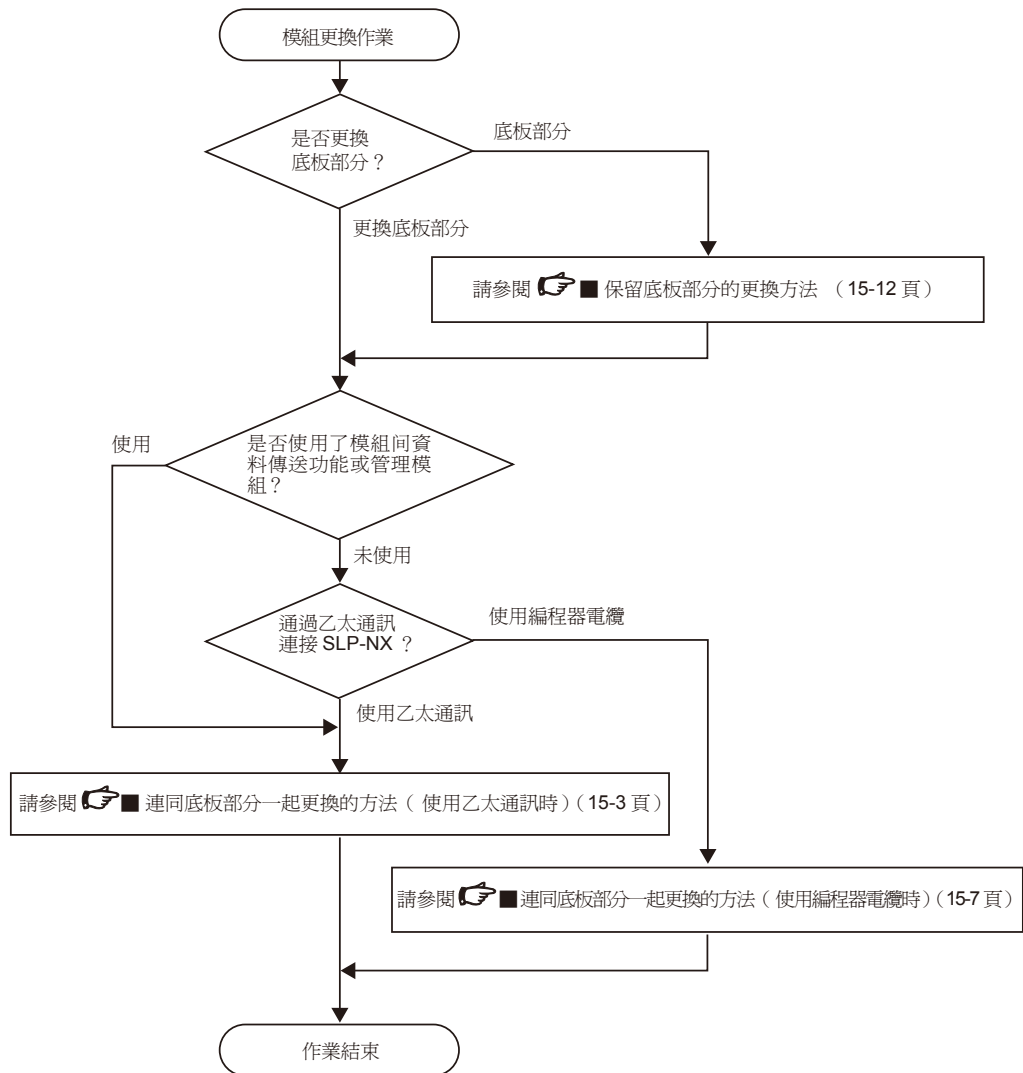 模組更換作業
是否更換
底板部分？
底板部分
更換底板部分
請參閱 ■ 保留底板部分的更換方法 （15-12 頁）
使用
是否使用了模組间資
料傳送功能或管理模
組？
未使用
通過乙太通訊
連接 SLP-NX ？
使用編程器電纜
使用乙太通訊
請參閱 ■ 連同底板部分一起更換的方法（ 使用乙太通訊時）（15-3 頁）
請參閱 ■ 連同底板部分一起更換的方法（ 使用編程器電纜時）（15-7 頁）
作業結束